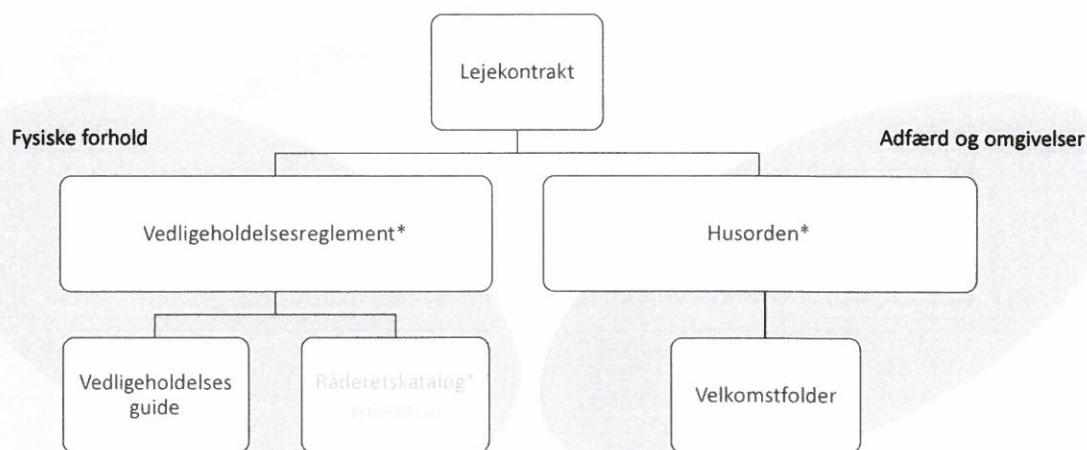 Lejekontrakt
Fysiske forhold
Adfærd og omgivelser
Vedligeholdelsesreglement*
Husorden*
Vedligeholdelses
guide
Råderetskatalog*
Velkomstfolder